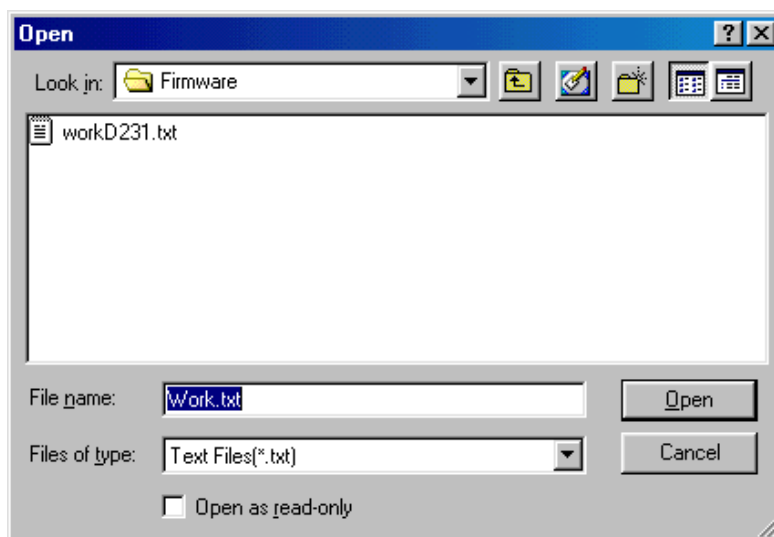 Open
Look in: Firmware
workD231.txt
File name: Work.txt Open
Files of type: Text Files(*.txt) Cancel
Open as read-only